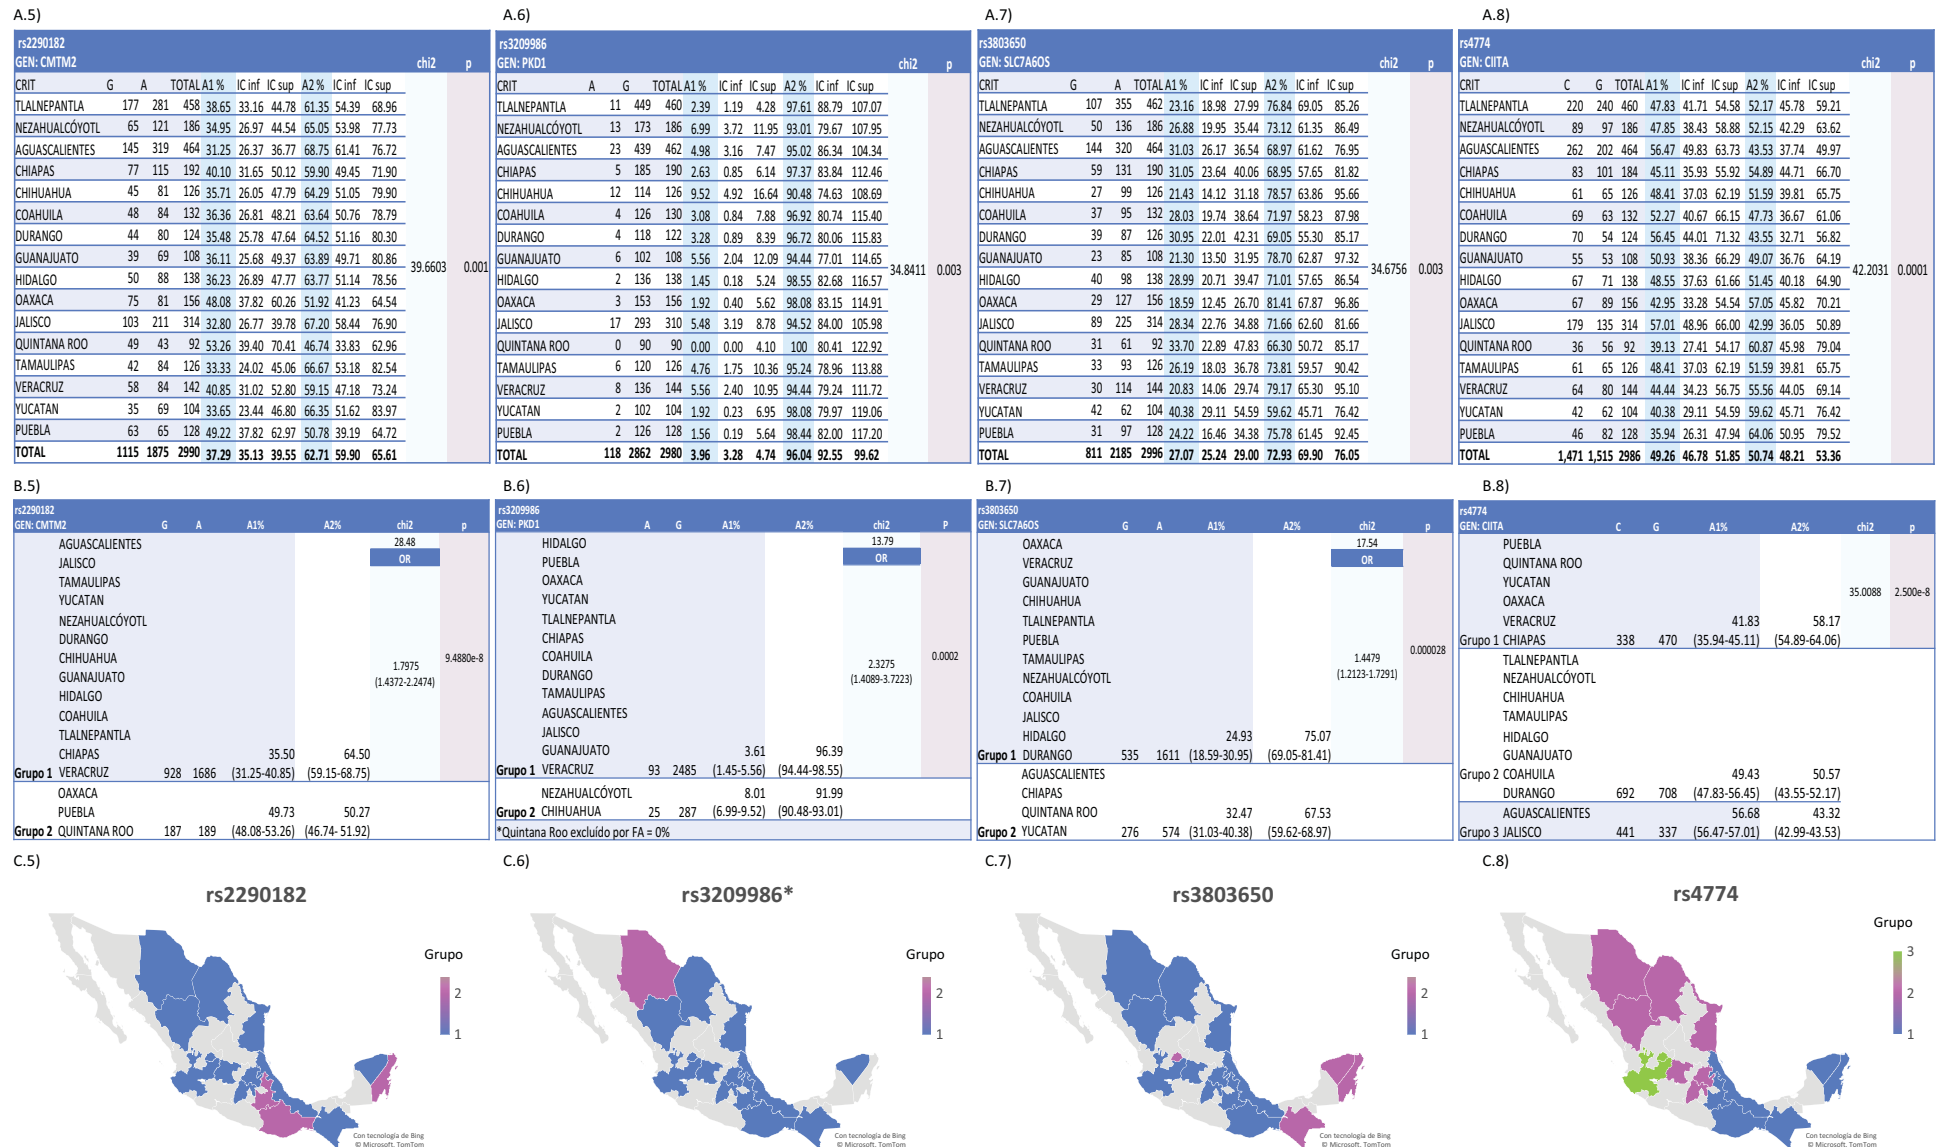 A.5)
rs2290182
GEN: CMTM2 chi2 p
CRIT G A TOTAL A1 % IC inf IC sup A2 % IC inf IC sup
TLALNEPANTLA 177 281 458 38.65 33.16 44.78 61.35 54.39 68.96
NEZAHUALCÓYOTL 65 121 186 34.95 26.97 44.54 65.05 53.98 77.73
AGUASCALIENTES 145 319 464 31.25 26.37 36.77 68.75 61.41 76.72
CHIAPAS 77 115 192 40.10 31.65 50.12 59.90 49.45 71.90
CHIHUAHUA 45 81 126 35.71 26.05 47.79 64.29 51.05 79.90
COAHUILA 48 84 132 36.36 26.81 48.21 63.64 50.76 78.79
DURANGO 44 80 124 35.48 25.78 47.64 64.52 51.16 80.30
GUANAJUATO 39 69 108 36.11 25.68 49.37 63.89 49.71 80.86
39.6603 0.001
HIDALGO 50 88 138 36.23 26.89 47.77 63.77 51.14 78.56
OAXACA 75 81 156 48.08 37.82 60.26 51.92 41.23 64.54
JALISCO 103 211 314 32.80 26.77 39.78 67.20 58.44 76.90
QUINTANA ROO 49 43 92 53.26 39.40 70.41 46.74 33.83 62.96
TAMAULIPAS 42 84 126 33.33 24.02 45.06 66.67 53.18 82.54
VERACRUZ 58 84 142 40.85 31.02 52.80 59.15 47.18 73.24
YUCATAN 35 69 104 33.65 23.44 46.80 66.35 51.62 83.97
PUEBLA 63 65 128 49.22 37.82 62.97 50.78 39.19 64.72
TOTAL 1115 1875 2990 37.29 35.13 39.55 62.71 59.90 65.61
A.6)
rs3209986
GEN: PKD1 chi2 p
CRIT A G TOTAL A1 % IC inf IC sup A2 % IC inf IC sup
TLALNEPANTLA 11 449 460 2.39 1.19 4.28 97.61 88.79 107.07
NEZAHUALCÓYOTL 13 173 186 6.99 3.72 11.95 93.01 79.67 107.95
AGUASCALIENTES 23 439 462 4.98 3.16 7.47 95.02 86.34 104.34
CHIAPAS 5 185 190 2.63 0.85 6.14 97.37 83.84 112.46
CHIHUAHUA 12 114 126 9.52 4.92 16.64 90.48 74.63 108.69
COAHUILA 4 126 130 3.08 0.84 7.88 96.92 80.74 115.40
DURANGO 4 118 122 3.28 0.89 8.39 96.72 80.06 115.83
GUANAJUATO 6 102 108 5.56 2.04 12.09 94.44 77.01 114.65
34.8411 0.003
HIDALGO 2 136 138 1.45 0.18 5.24 98.55 82.68 116.57
OAXACA 3 153 156 1.92 0.40 5.62 98.08 83.15 114.91
JALISCO 17 293 310 5.48 3.19 8.78 94.52 84.00 105.98
QUINTANA ROO 0 90 90 0.00 0.00 4.10 100 80.41 122.92
TAMAULIPAS 6 120 126 4.76 1.75 10.36 95.24 78.96 113.88
VERACRUZ 8 136 144 5.56 2.40 10.95 94.44 79.24 111.72
YUCATAN 2 102 104 1.92 0.23 6.95 98.08 79.97 119.06
PUEBLA 2 126 128 1.56 0.19 5.64 98.44 82.00 117.20
TOTAL 118 2862 2980 3.96 3.28 4.74 96.04 92.55 99.62
A.7)
rs3803650
GEN: SLC7A6OS chi2 p
CRIT G A TOTAL A1 % IC inf IC sup A2 % IC inf IC sup
TLALNEPANTLA 107 355 462 23.16 18.98 27.99 76.84 69.05 85.26
NEZAHUALCÓYOTL 50 136 186 26.88 19.95 35.44 73.12 61.35 86.49
AGUASCALIENTES 144 320 464 31.03 26.17 36.54 68.97 61.62 76.95
CHIAPAS 59 131 190 31.05 23.64 40.06 68.95 57.65 81.82
CHIHUAHUA 27 99 126 21.43 14.12 31.18 78.57 63.86 95.66
COAHUILA 37 95 132 28.03 19.74 38.64 71.97 58.23 87.98
DURANGO 39 87 126 30.95 22.01 42.31 69.05 55.30 85.17
GUANAJUATO 23 85 108 21.30 13.50 31.95 78.70 62.87 97.32
34.6756 0.003
HIDALGO 40 98 138 28.99 20.71 39.47 71.01 57.65 86.54
OAXACA 29 127 156 18.59 12.45 26.70 81.41 67.87 96.86
JALISCO 89 225 314 28.34 22.76 34.88 71.66 62.60 81.66
QUINTANA ROO 31 61 92 33.70 22.89 47.83 66.30 50.72 85.17
TAMAULIPAS 33 93 126 26.19 18.03 36.78 73.81 59.57 90.42
VERACRUZ 30 114 144 20.83 14.06 29.74 79.17 65.30 95.10
YUCATAN 42 62 104 40.38 29.11 54.59 59.62 45.71 76.42
PUEBLA 31 97 128 24.22 16.46 34.38 75.78 61.45 92.45
TOTAL 811 2185 2996 27.07 25.24 29.00 72.93 69.90 76.05
A.8)
rs4774
GEN: CIITA chi2 p
CRIT C G TOTAL A1 % IC inf IC sup A2 % IC inf IC sup
TLALNEPANTLA 220 240 460 47.83 41.71 54.58 52.17 45.78 59.21
NEZAHUALCÓYOTL 89 97 186 47.85 38.43 58.88 52.15 42.29 63.62
AGUASCALIENTES 262 202 464 56.47 49.83 63.73 43.53 37.74 49.97
CHIAPAS 83 101 184 45.11 35.93 55.92 54.89 44.71 66.70
CHIHUAHUA 61 65 126 48.41 37.03 62.19 51.59 39.81 65.75
COAHUILA 69 63 132 52.27 40.67 66.15 47.73 36.67 61.06
DURANGO 70 54 124 56.45 44.01 71.32 43.55 32.71 56.82
GUANAJUATO 55 53 108 50.93 38.36 66.29 49.07 36.76 64.19
42.2031 0.0001
HIDALGO 67 71 138 48.55 37.63 61.66 51.45 40.18 64.90
OAXACA 67 89 156 42.95 33.28 54.54 57.05 45.82 70.21
JALISCO 179 135 314 57.01 48.96 66.00 42.99 36.05 50.89
QUINTANA ROO 36 56 92 39.13 27.41 54.17 60.87 45.98 79.04
TAMAULIPAS 61 65 126 48.41 37.03 62.19 51.59 39.81 65.75
VERACRUZ 64 80 144 44.44 34.23 56.75 55.56 44.05 69.14
YUCATAN 42 62 104 40.38 29.11 54.59 59.62 45.71 76.42
PUEBLA 46 82 128 35.94 26.31 47.94 64.06 50.95 79.52
TOTAL 1,471 1,515 2986 49.26 46.78 51.85 50.74 48.21 53.36
B.5)
rs2290182
GEN: CMTM2 G A A1% A2% chi2 p
AGUASCALIENTES 28.48
JALISCO OR
TAMAULIPAS
YUCATAN
NEZAHUALCÓYOTL
DURANGO 9.4880e-8
CHIHUAHUA 1.7975
GUANAJUATO (1.4372-2.2474)
HIDALGO
COAHUILA
TLALNEPANTLA
CHIAPAS 35.50 64.50
Grupo 1 VERACRUZ 928 1686 (31.25-40.85) (59.15-68.75)
OAXACA
PUEBLA 49.73 50.27
Grupo 2 QUINTANA ROO 187 189 (48.08-53.26) (46.74- 51.92)
B.6)
rs3209986
GEN: PKD1 A G A1% A2% chi2 P
HIDALGO 13.79
PUEBLA OR
OAXACA
YUCATAN
TLALNEPANTLA
CHIAPAS 0.0002
COAHUILA 2.3275
DURANGO (1.4089-3.7223)
TAMAULIPAS
AGUASCALIENTES
JALISCO
GUANAJUATO 3.61 96.39
Grupo 1 VERACRUZ 93 2485 (1.45-5.56) (94.44-98.55)
NEZAHUALCÓYOTL 8.01 91.99
Grupo 2 CHIHUAHUA 25 287 (6.99-9.52) (90.48-93.01)
*Quintana Roo excluído por FA = 0%
B.7)
rs3803650
GEN: SLC7A6OS G A A1% A2% chi2 p
OAXACA 17.54
VERACRUZ OR
GUANAJUATO
CHIHUAHUA
TLALNEPANTLA
PUEBLA 0.000028
TAMAULIPAS 1.4479
NEZAHUALCÓYOTL (1.2123-1.7291)
COAHUILA
JALISCO
HIDALGO 24.93 75.07
Grupo 1 DURANGO 535 1611 (18.59-30.95) (69.05-81.41)
AGUASCALIENTES
CHIAPAS
QUINTANA ROO 32.47 67.53
Grupo 2 YUCATAN 276 574 (31.03-40.38) (59.62-68.97)
B.8)
rs4774
GEN: CIITA C G A1% A2% chi2 p
PUEBLA
QUINTANA ROO
YUCATAN 35.0088 2.500e-8
OAXACA
VERACRUZ 41.83 58.17
Grupo 1 CHIAPAS 338 470 (35.94-45.11) (54.89-64.06)
TLALNEPANTLA
NEZAHUALCÓYOTL
CHIHUAHUA
TAMAULIPAS
HIDALGO
GUANAJUATO
Grupo 2 COAHUILA 49.43 50.57
DURANGO 692 708 (47.83-56.45) (43.55-52.17)
AGUASCALIENTES 56.68 43.32
Grupo 3 JALISCO 441 337 (56.47-57.01) (42.99-43.53)
C.5)
rs2290182
Grupo
2
1
Con tecnología de Bing
© Microsoft, TomTom
C.6)
rs3209986*
Grupo
2
1
Con tecnología de Bing
© Microsoft, TomTom
C.7)
rs3803650
Grupo
2
1
Con tecnología de Bing
© Microsoft, TomTom
C.8)
rs4774
Grupo
3
2
1
Con tecnología de Bing
© Microsoft, TomTom